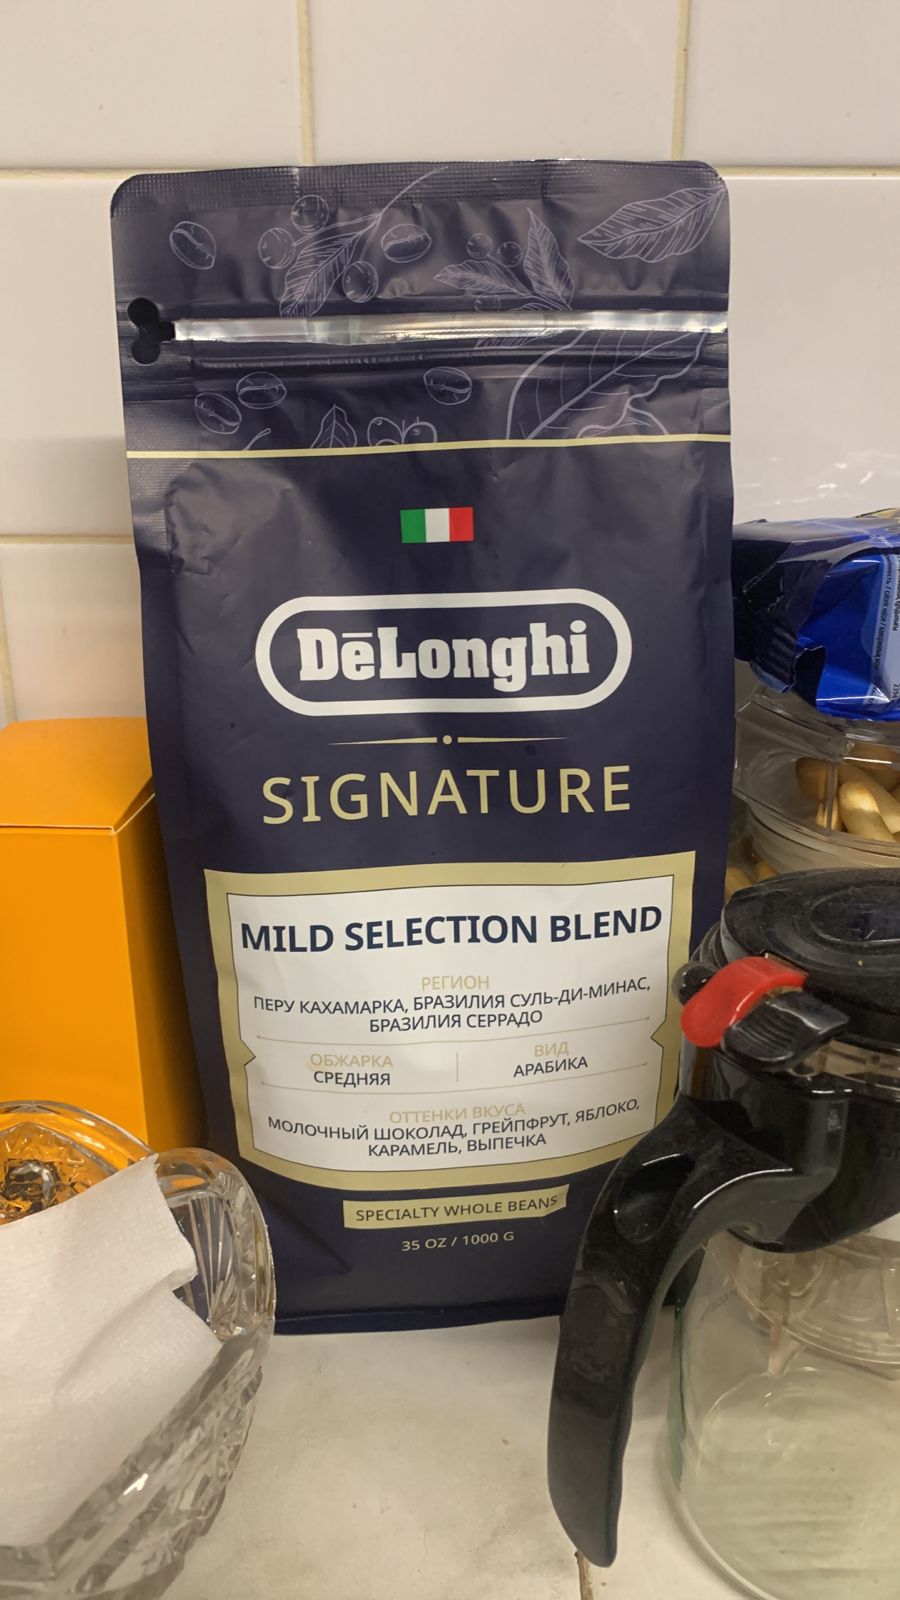 DēLonghi
SIGNATURE
MILD SELECTION BLEND
РЕГИОН
ПЕРУ КАХАМАРКА, БРАЗИЛИЯ СУЛЬ-ДИ-МИНАС,
БРАЗИЛИЯ СЕРРАДО
ОБЖАРКА
СРЕДНЯЯ
ВИД
АРАБИКА
ОТТЕНКИ ВКУСА
МОЛОЧНЫЙ ШОКОЛАД, ГРЕЙПФРУТ, ЯБЛОКО,
КАРАМЕЛЬ, ВЫПЕЧКА
SPECIALTY WHOLE BEANS
35 OZ / 1000 G